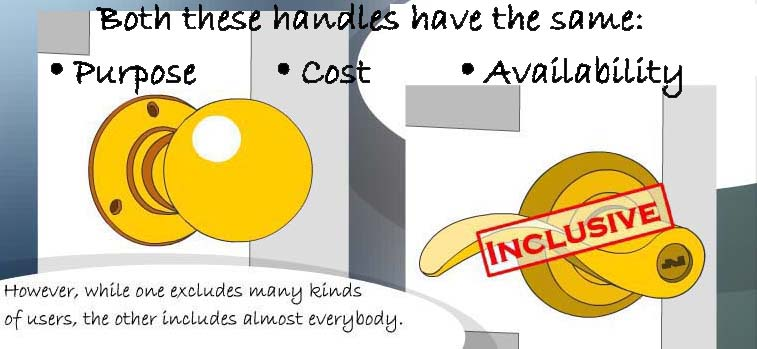 Both these handles have the same:
• Purpose • Cost • Availability
INCLUSIVE
However, while one excludes many kinds
of users, the other includes almost everybody.